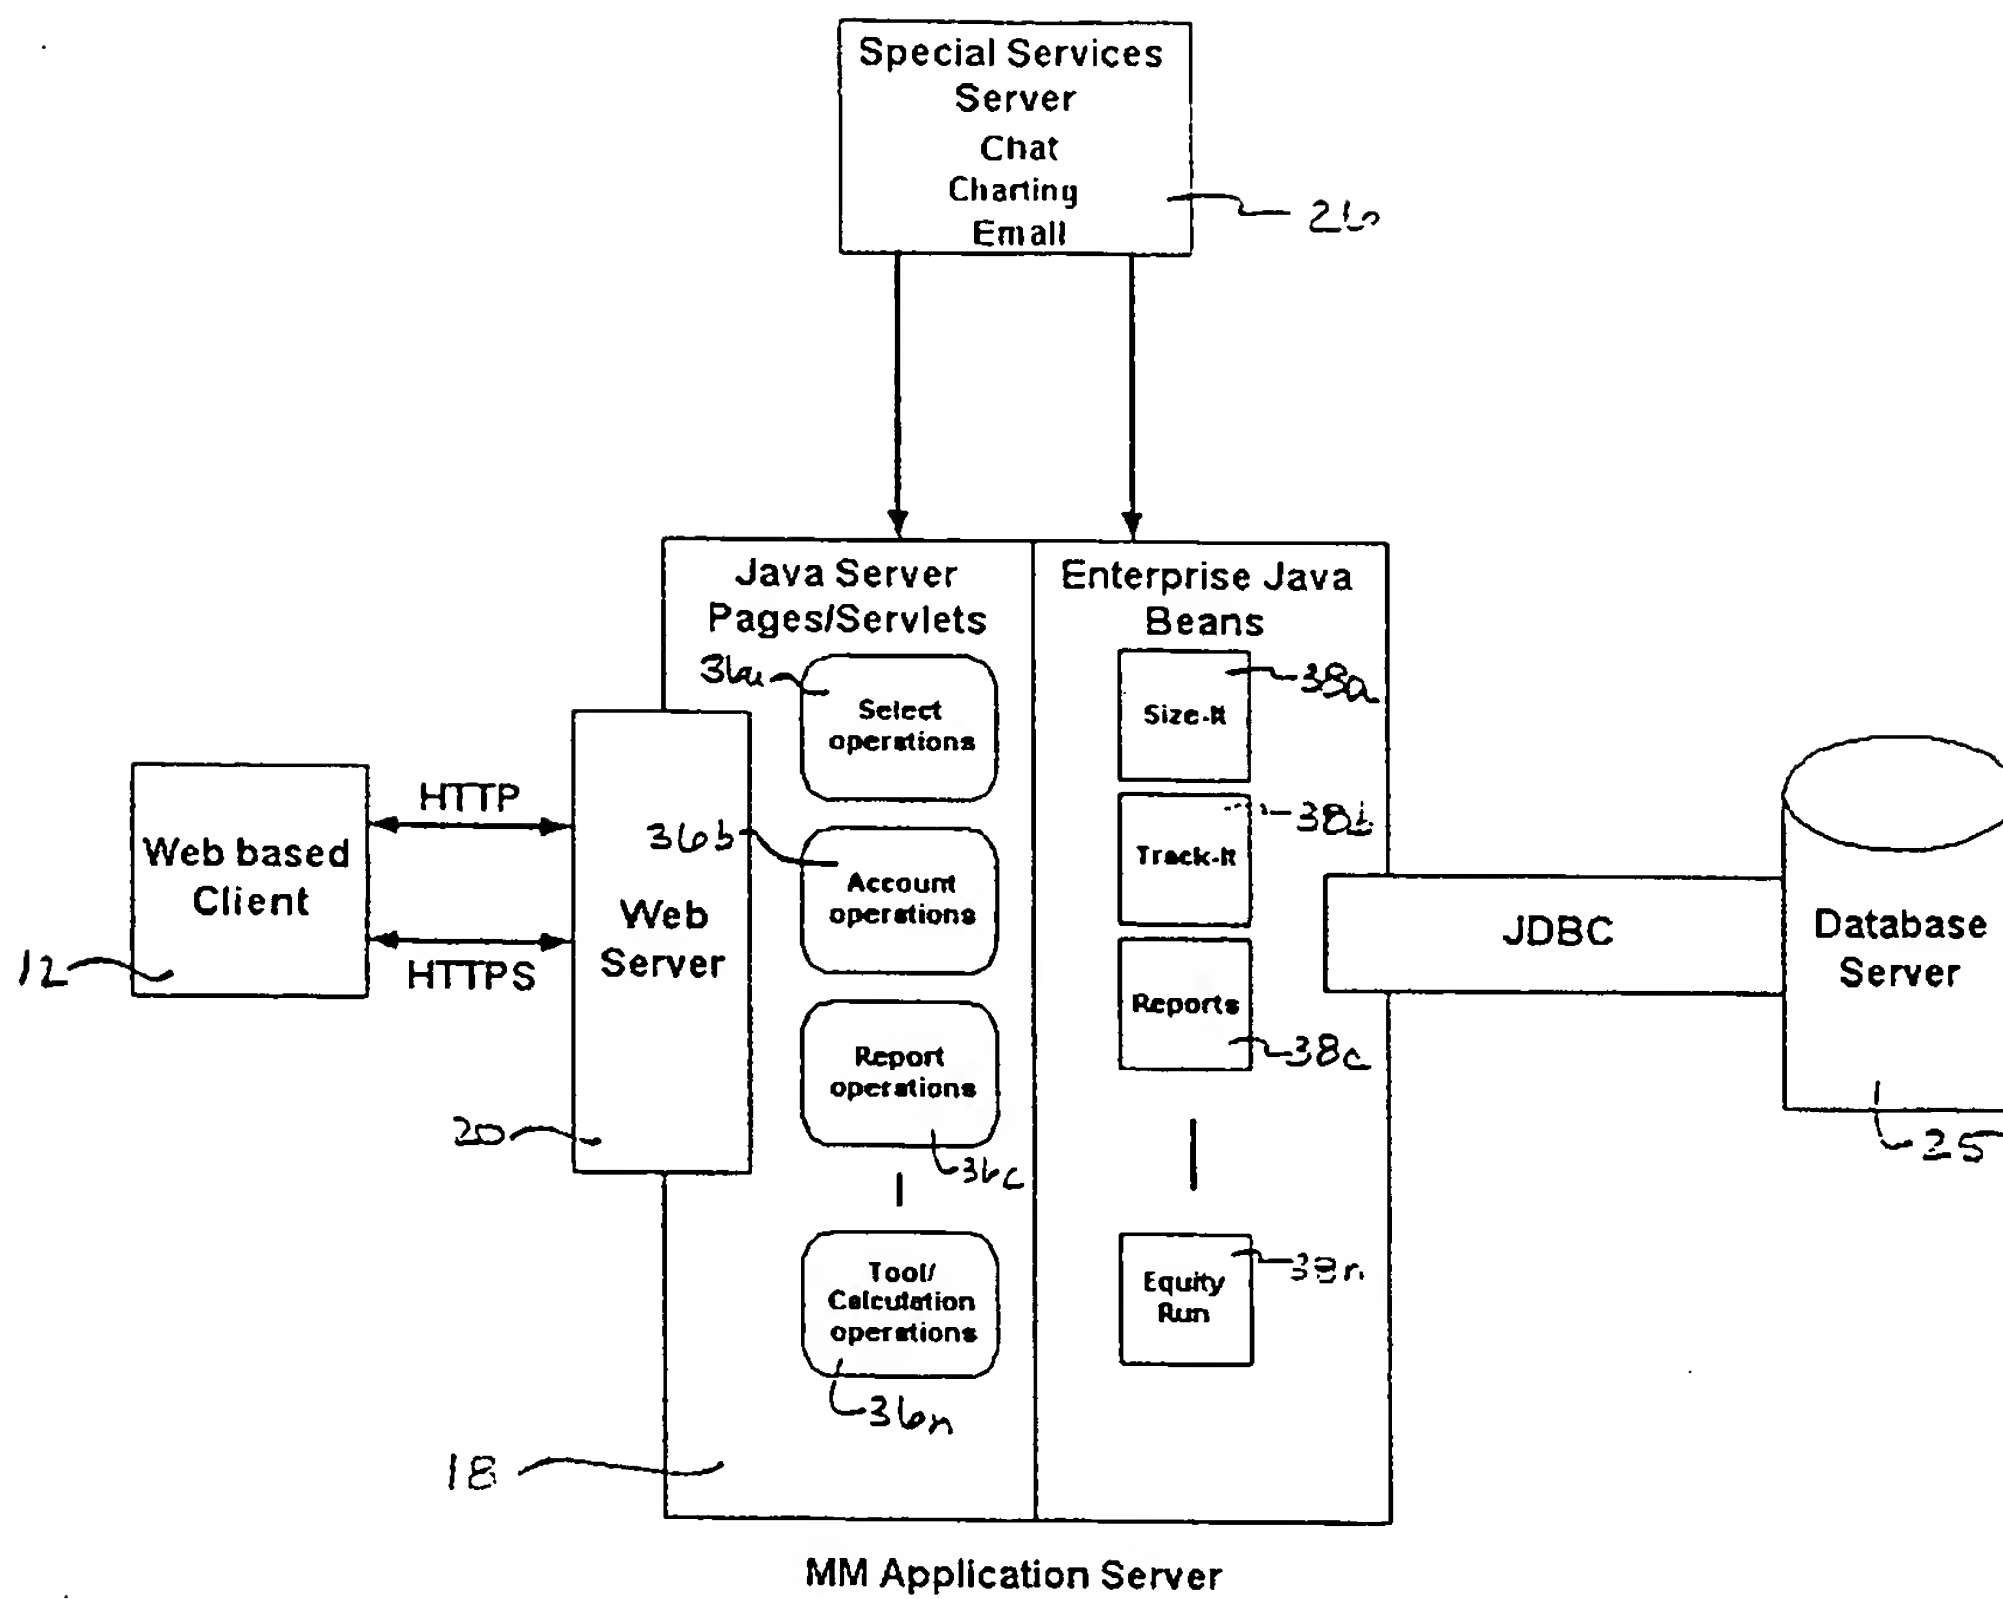 Special Services
Server
Chat
Charting
Email
26
Java Server
Pages/Servlets
Enterprise Java
Beans
36a
Select
operations
38a
Size-It
HTTP
Web based
Client
HTTPS
12
36b
Account
operations
38b
Track-It
Web
Server
20
JDBC
Database
Server
25
Report
operations
36c
Reports
38c
Tool/
Calculation
operations
36n
Equity
Run
38n
18
MM Application Server